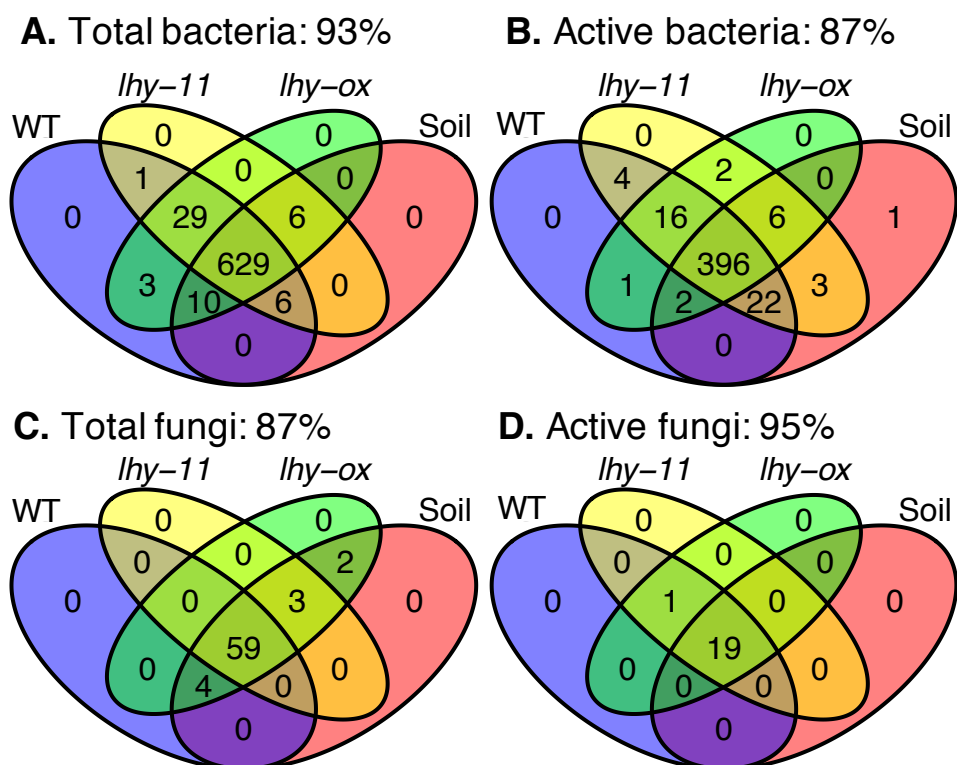 A. Total bacteria: 93%
lhy−11 lhy−ox
WT Soil
0 0
1 0 0
0 29 6 0
629
3 10 6 0
0
B. Active bacteria: 87%
lhy−11 lhy−ox
WT Soil
0 0
4 2 0
0 16 6 1
396
1 2 22 3
0
C. Total fungi: 87%
lhy−11 lhy−ox
WT Soil
0 0
0 0 2
0 0 3 0
59
0 4 0 0
0
D. Active fungi: 95%
lhy−11 lhy−ox
WT Soil
0 0
0 0 0
0 1 0 0
19
0 0 0 0
0